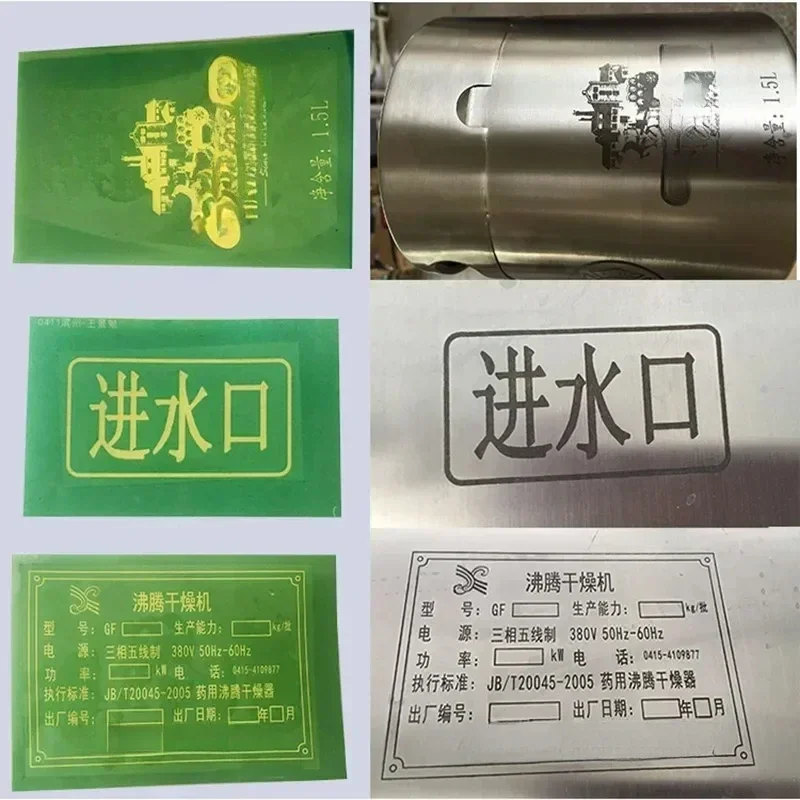 净含量: 1.5L
净含量: 1.5L
进水口
进水口
沸腾干燥机
型 号: GF 生产能力: kg/批
电 源: 三相五线制 380V 50Hz-60Hz
功 率: kW 电 话: 0415-4109877
执行标准: JB/T20045-2005 药用沸腾干燥器
出厂编号: 出厂日期: 年 月
沸腾干燥机
型 号: GF 生产能力: kg/批
电 源: 三相五线制 380V 50Hz-60Hz
功 率: kW 电 话: 0415-4109877
执行标准: JB/T20045-2005 药用沸腾干燥器
出厂编号: 出厂日期: 年 月